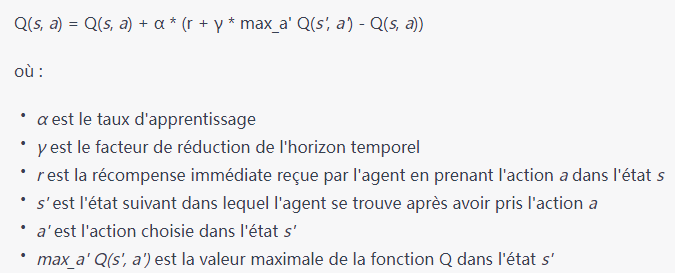 Q(s, a) = Q(s, a) + α * (r + γ * max_a' Q(s', a') - Q(s, a))
où :
• α est le taux d'apprentissage
• γ est le facteur de réduction de l'horizon temporel
• r est la récompense immédiate reçue par l'agent en prenant l'action a dans l'état s
• s' est l'état suivant dans lequel l'agent se trouve après avoir pris l'action a
• a' est l'action choisie dans l'état s'
• max_a' Q(s', a') est la valeur maximale de la fonction Q dans l'état s'